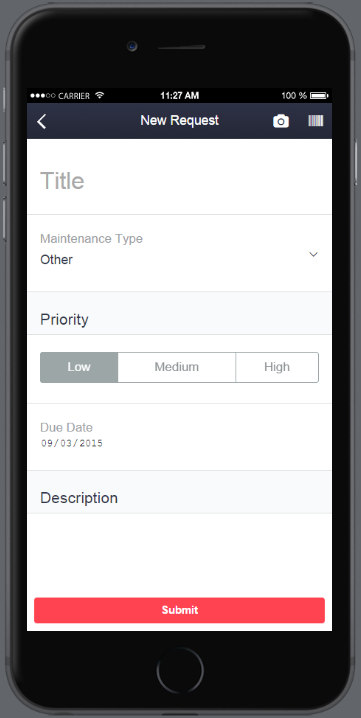 CARRIER 11:27 AM 100 %
New Request
Title
Maintenance Type
Other
Priority
Low Medium High
Due Date
09/03/2015
Description
Submit